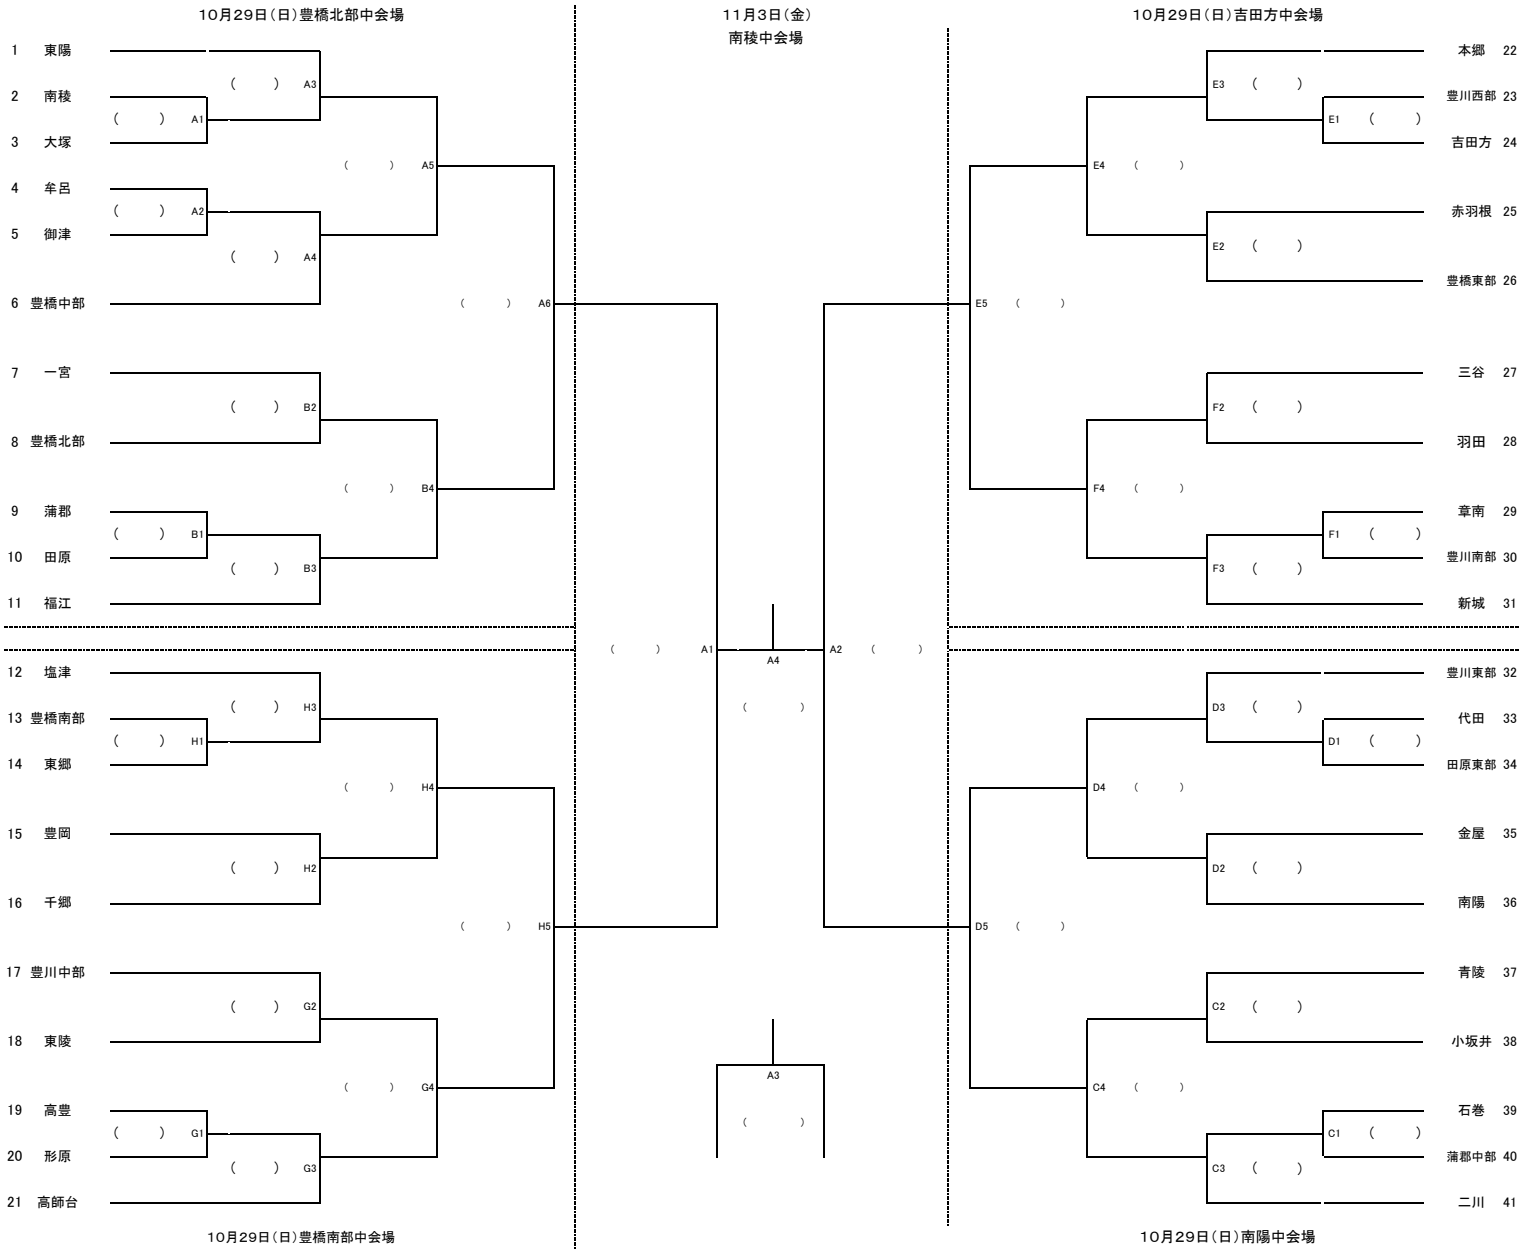 10月29日(日)豊橋北部中会場
11月3日(金)
南稜中会場
10月29日(日)吉田方中会場
1 東陽
( ) A3
2 南稜
( ) A1
3 大塚
( ) A5
4 牟呂
( ) A2
5 御津
( ) A4
6 豊橋中部
( ) A6
7 一宮
( ) B2
8 豊橋北部
( ) B4
9 蒲郡
( ) B1
10 田原
( ) B3
11 福江
12 塩津
( ) H3
13 豊橋南部
( ) H1
14 東郷
( ) H4
15 豊岡
( ) H2
16 千郷
( ) H5
17 豊川中部
( ) G2
18 東陵
( ) G4
19 高豊
( ) G1
20 形原
( ) G3
21 高師台
10月29日(日)豊橋南部中会場
( ) A1
A4
( )
A2 ( )
A3
( )
本郷 22
E3 ( )
豊川西部 23
E1 ( )
吉田方 24
E4 ( )
赤羽根 25
E2 ( )
豊橋東部 26
E5 ( )
三谷 27
F2 ( )
羽田 28
F4 ( )
章南 29
F1 ( )
豊川南部 30
F3 ( )
新城 31
豊川東部 32
D3 ( )
代田 33
D1 ( )
田原東部 34
D4 ( )
金屋 35
D2 ( )
南陽 36
D5 ( )
青陵 37
C2 ( )
小坂井 38
C4 ( )
石巻 39
C1 ( )
蒲郡中部 40
C3 ( )
二川 41
10月29日(日)南陽中会場